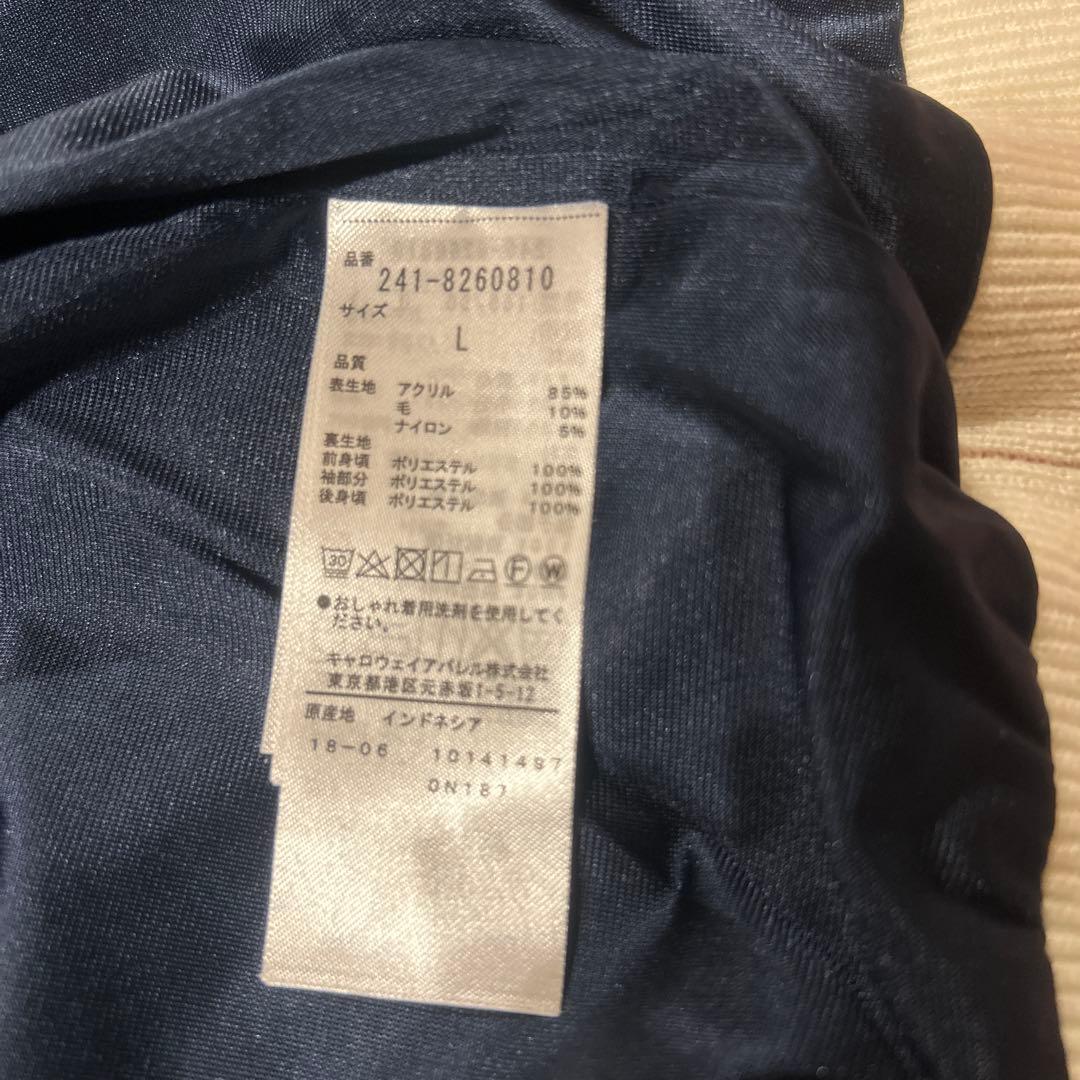 品番
241-8260810
サイズ
L
品質
表生地 アクリル 85%
毛 10%
ナイロン 5%
裏生地
前身頃 ポリエステル 100%
袖部分 ポリエステル 100%
後身頃 ポリエステル 100%
30 F W
●おしゃれ着用洗剤を使用してく
ださい。
キャロウェイアパレル株式会社
東京都港区元赤坂1-5-12
原産地 インドネシア
18-06 10141487
0N187